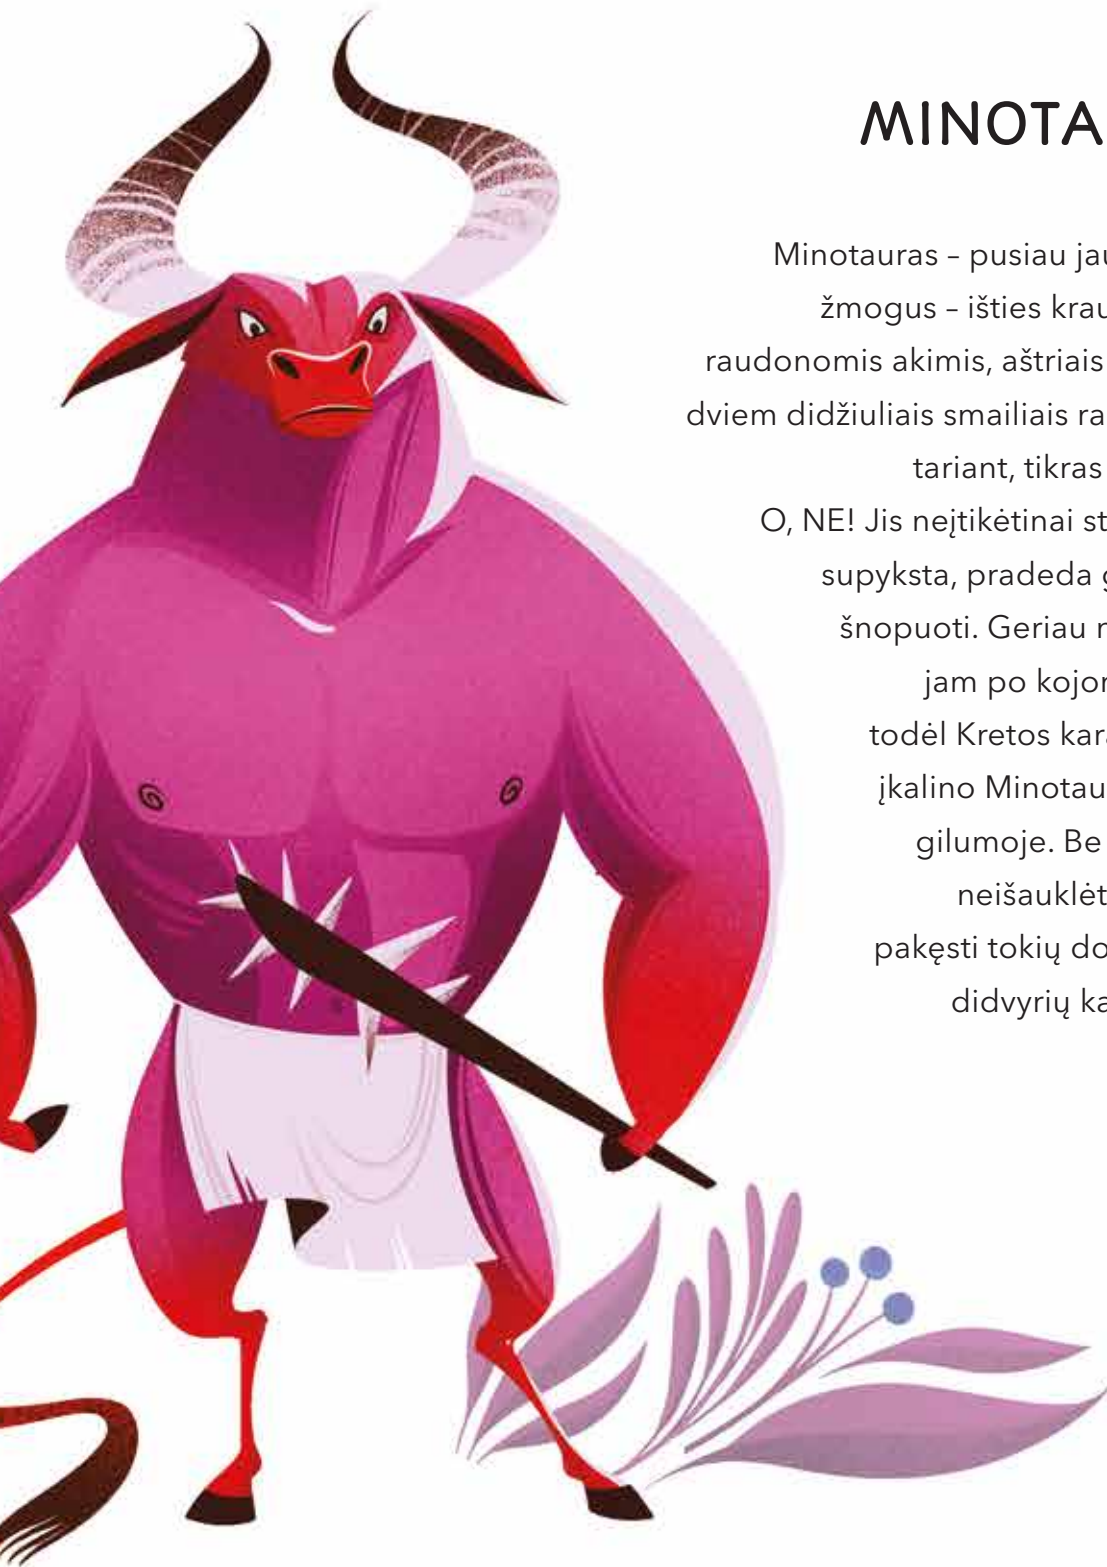 MINOTA
Minotauras – pusiau jau
žmogus – išties krau
raudonomis akimis, aštriais
dviem didžiuliais smailiais ra
tariant, tikras
O, NE! Jis neįtikėtinai st
supyksta, pradeda g
šnopuoti. Geriau n
jam po kojom
todėl Kretos kara
įkalino Minotau
gilumoje. Be
neišauklėt
pakęsti tokių do
didvyrių ka